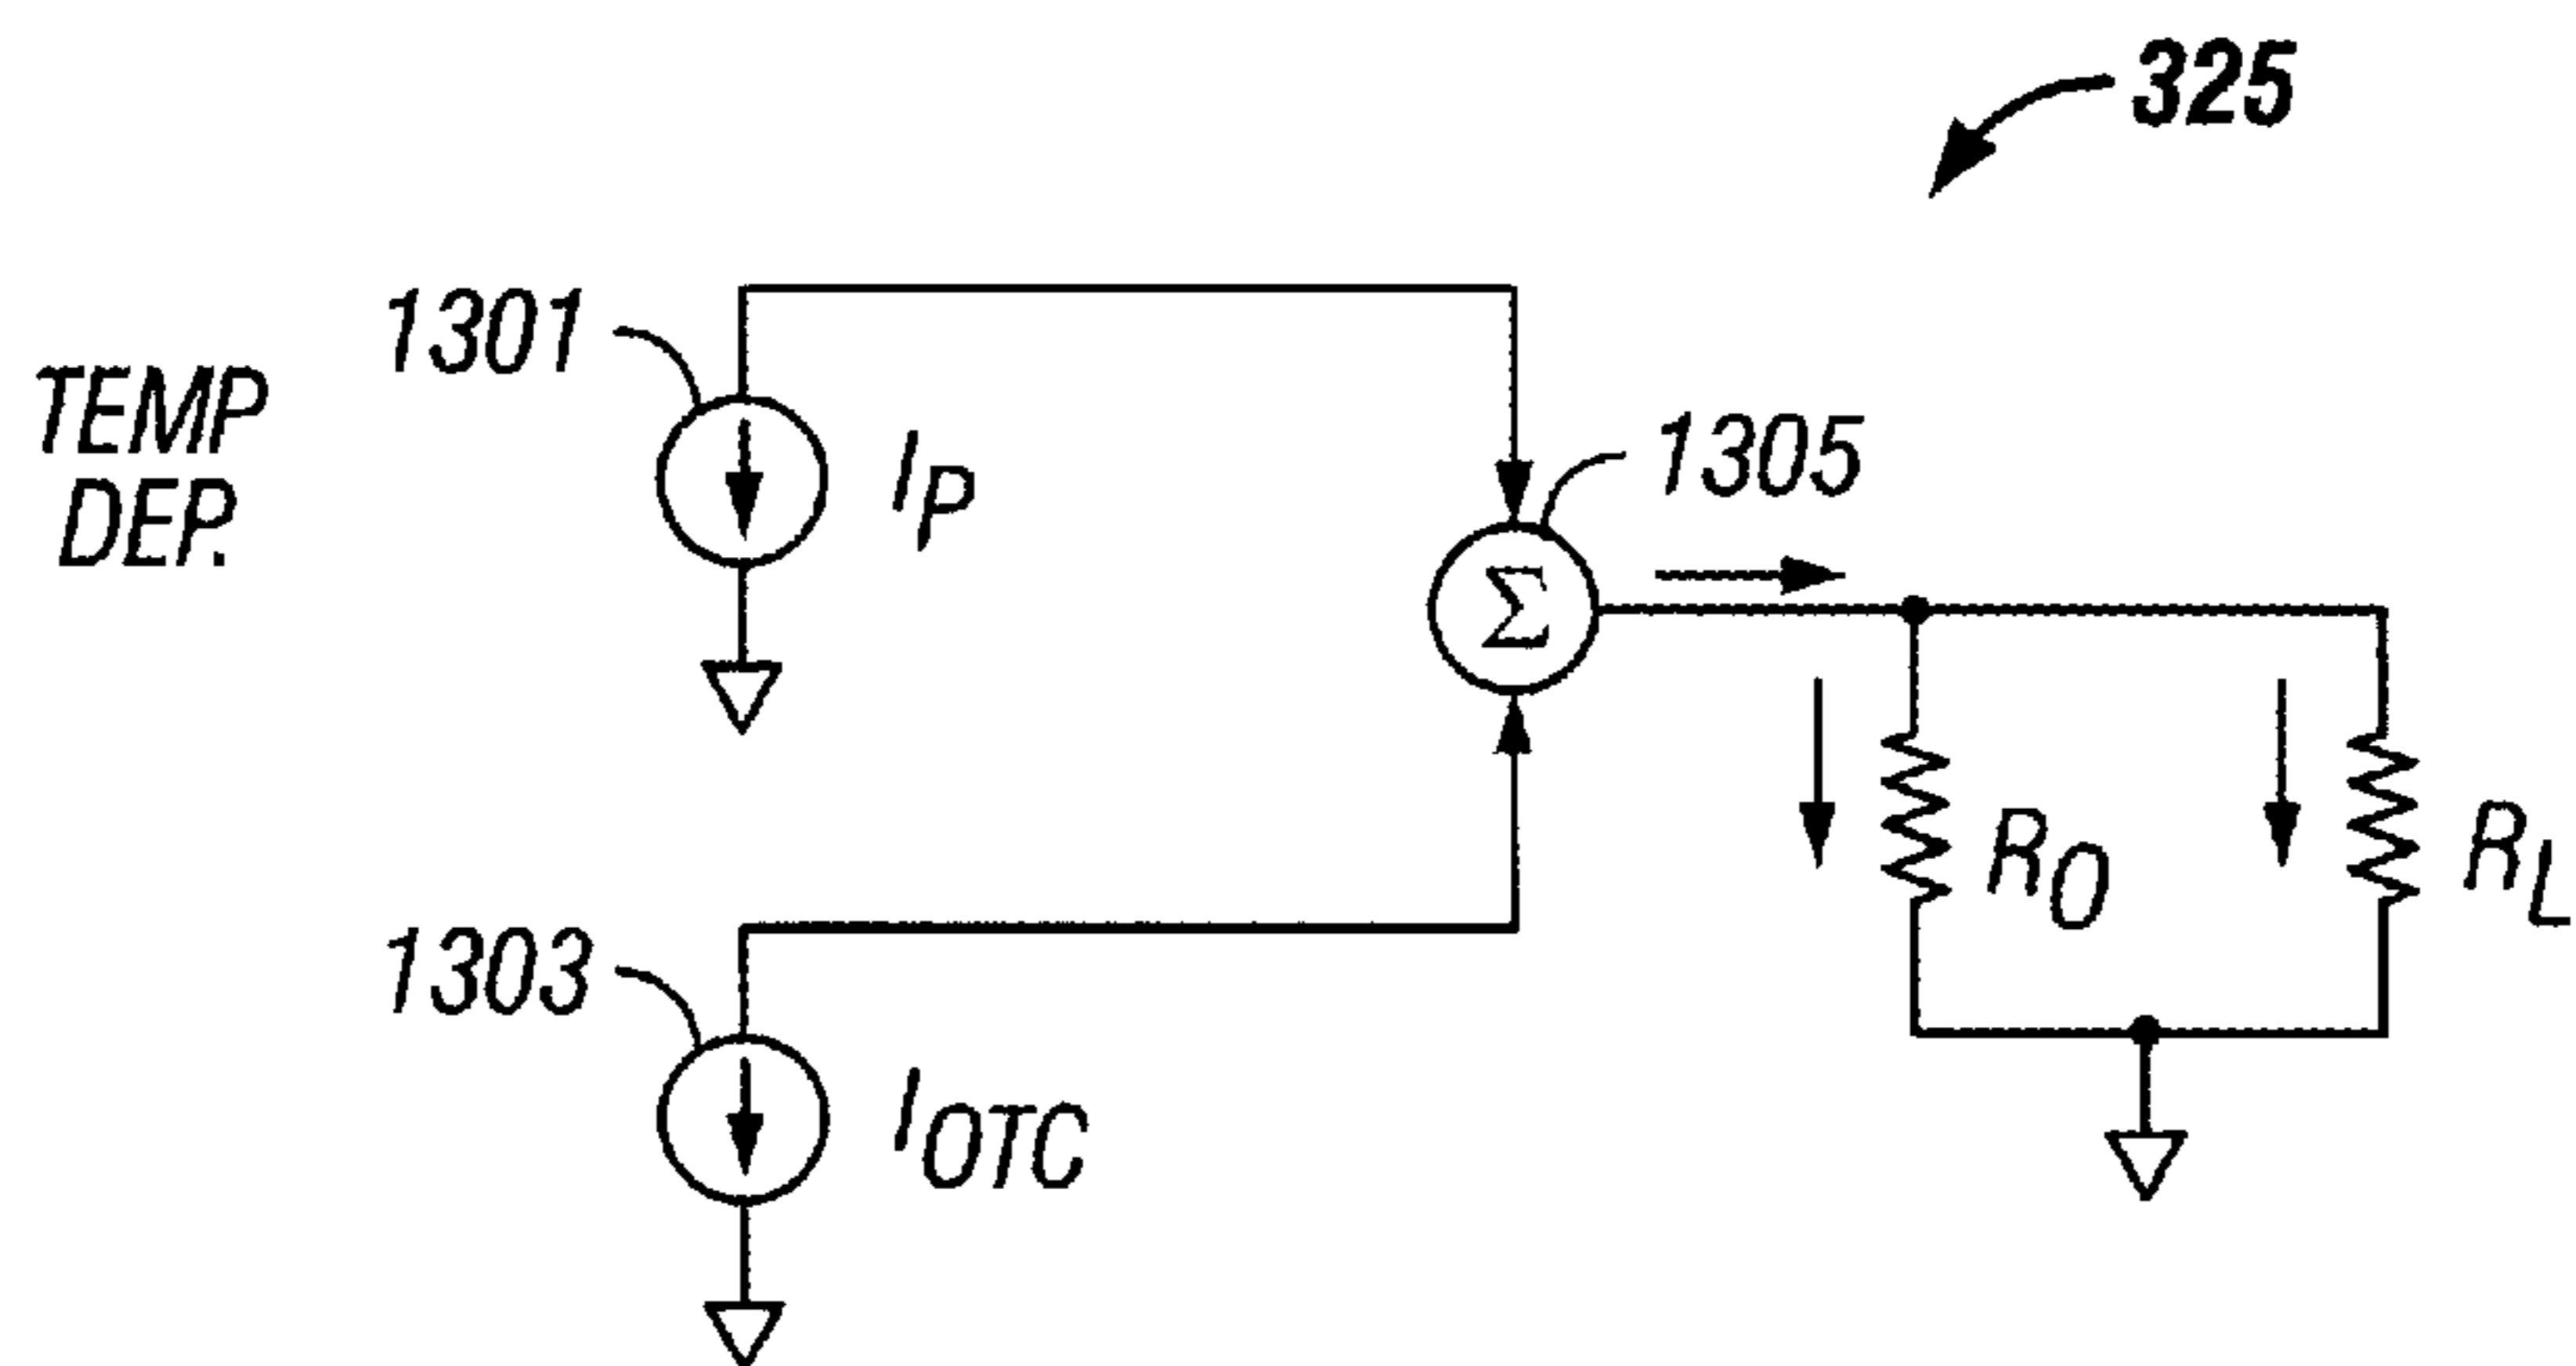 325
1301
TEMP
DEP.
I_P
1305
Σ
R_O
R_L
1303
I_OTC